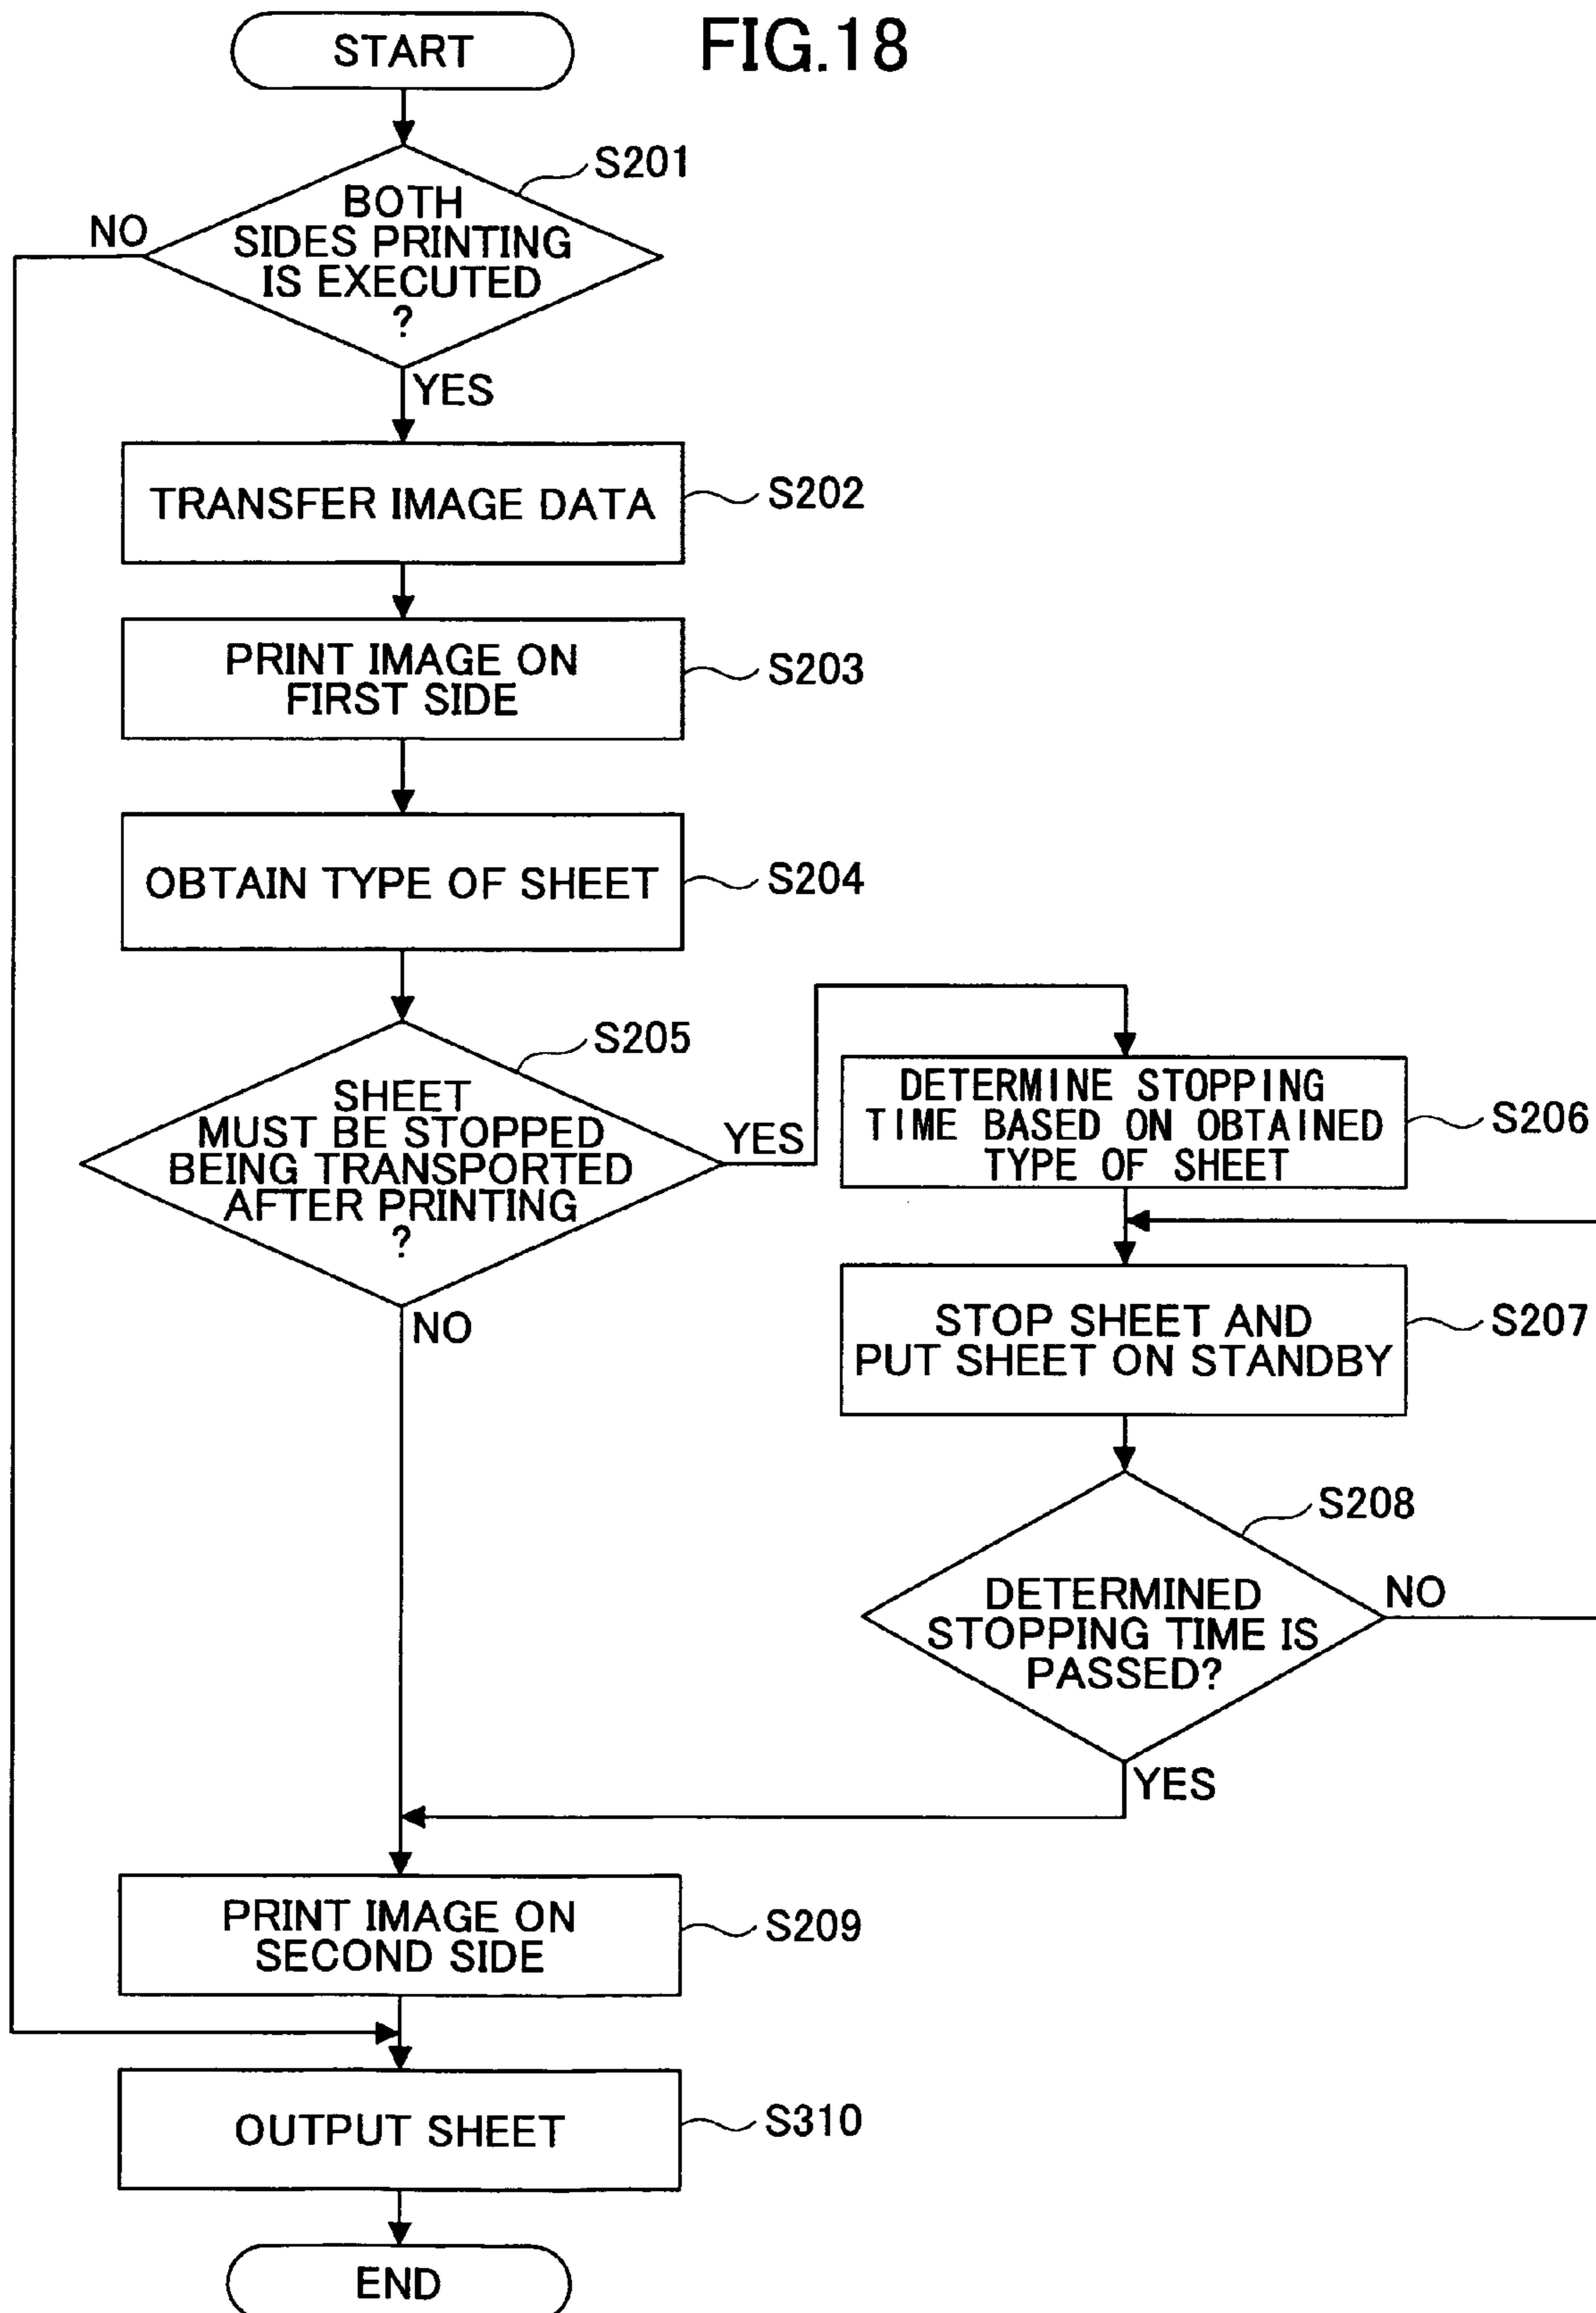 FIG.18
START
S201
BOTH
SIDES PRINTING
IS EXECUTED
?
NO
YES
TRANSFER IMAGE DATA
S202
PRINT IMAGE ON
FIRST SIDE
S203
OBTAIN TYPE OF SHEET
S204
S205
SHEET
MUST BE STOPPED
BEING TRANSPORTED
AFTER PRINTING
?
YES
NO
DETERMINE STOPPING
TIME BASED ON OBTAINED
TYPE OF SHEET
S206
STOP SHEET AND
PUT SHEET ON STANDBY
S207
S208
DETERMINED
STOPPING TIME IS
PASSED?
NO
YES
PRINT IMAGE ON
SECOND SIDE
S209
OUTPUT SHEET
S310
END